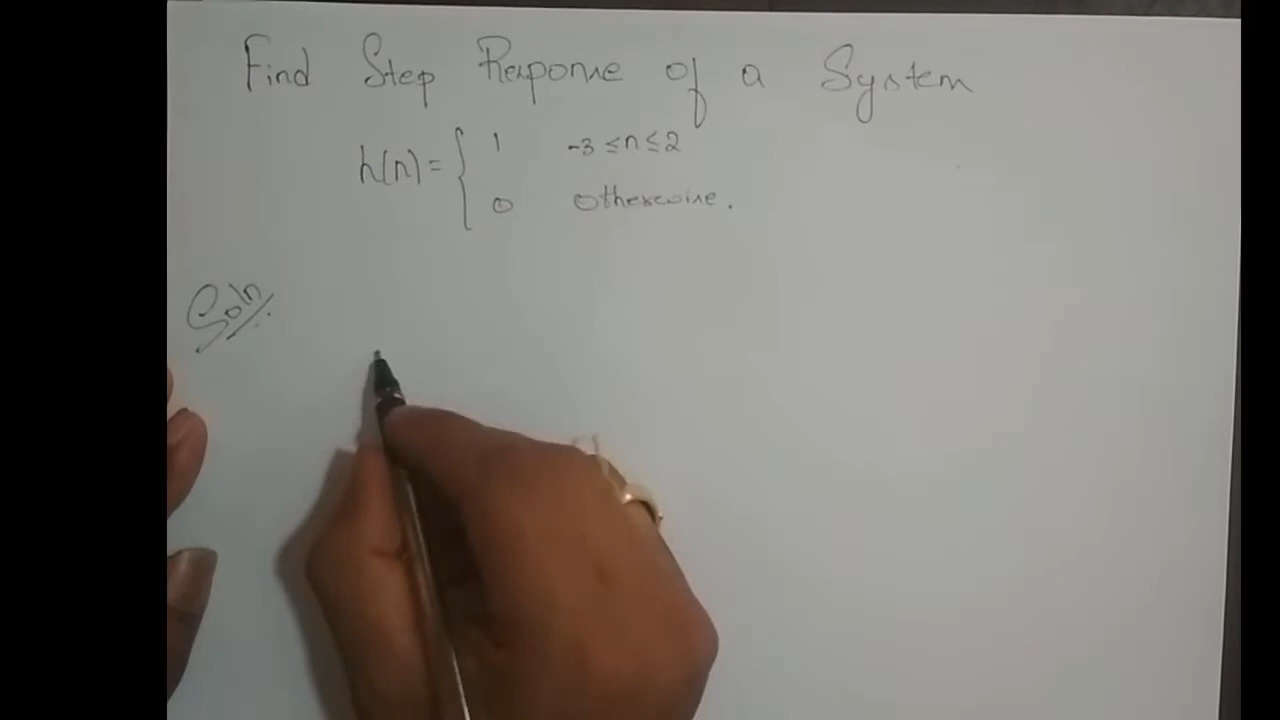 Find Step Response of a System
h(n) = { 1 -3 ≤ n ≤ 2
0 otherwise.
Soln